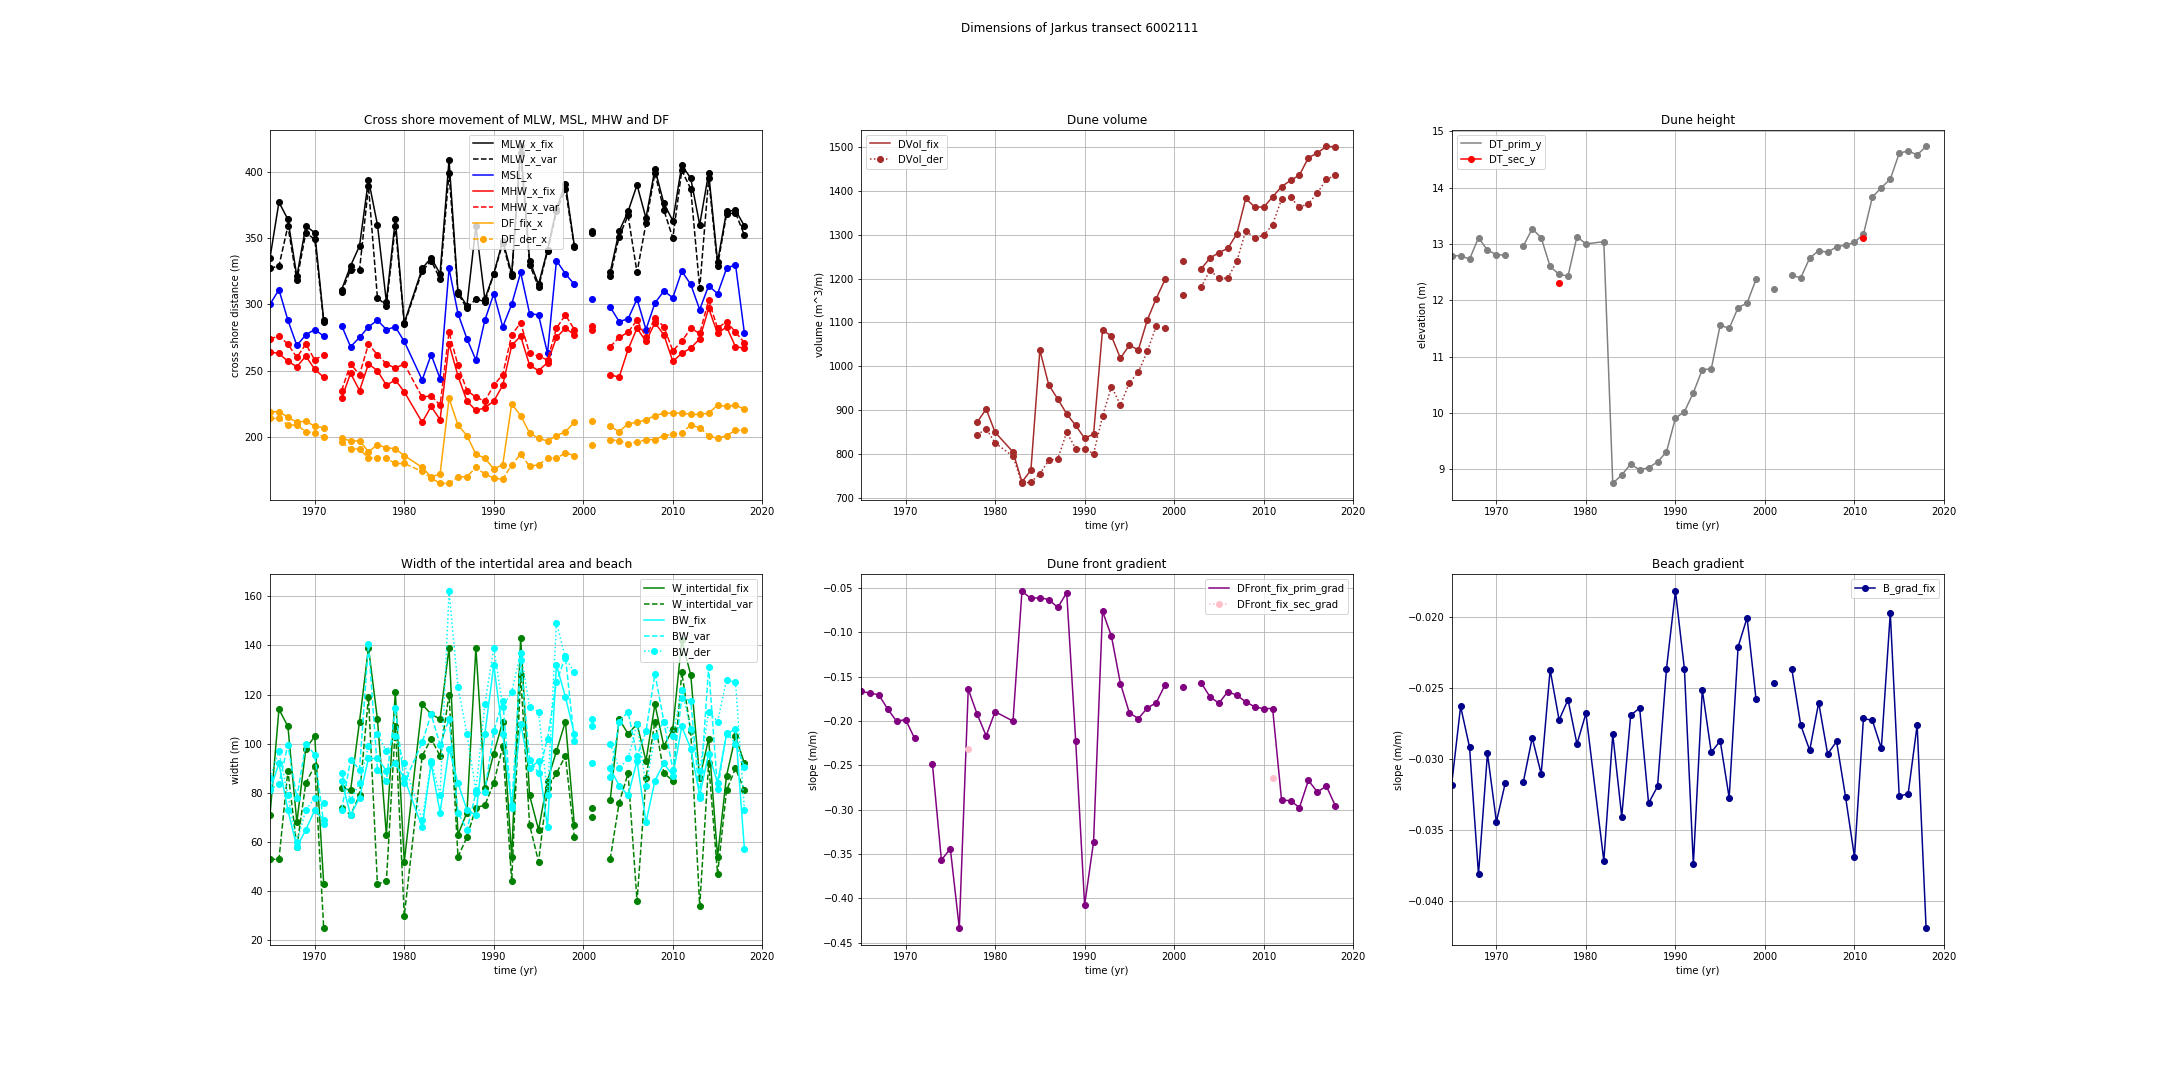 Dimensions of Jarkus transect 6002111
Cross shore movement of MLW, MSL, MHW and DF
cross shore distance (m)
400
350
300
250
200
MLW_x_fix
MLW_x_var
MSL_x
MHW_x_fix
MHW_x_var
DF_fix_x
DF_der_x
1970 1980 1990 2000 2010 2020
time (yr)
Dune volume
volume (m^3/m)
1500
1400
1300
1200
1100
1000
900
800
700
DVol_fix
DVol_der
1970 1980 1990 2000 2010 2020
time (yr)
Dune height
elevation (m)
15
14
13
12
11
10
9
DT_prim_y
DT_sec_y
1970 1980 1990 2000 2010 2020
time (yr)
Width of the intertidal area and beach
width (m)
160
140
120
100
80
60
40
20
W_intertidal_fix
W_intertidal_var
BW_fix
BW_var
BW_der
1970 1980 1990 2000 2010 2020
time (yr)
Dune front gradient
slope (m/m)
−0.05
−0.10
−0.15
−0.20
−0.25
−0.30
−0.35
−0.40
−0.45
DFront_fix_prim_grad
DFront_fix_sec_grad
1970 1980 1990 2000 2010 2020
time (yr)
Beach gradient
slope (m/m)
−0.020
−0.025
−0.030
−0.035
−0.040
B_grad_fix
1970 1980 1990 2000 2010 2020
time (yr)